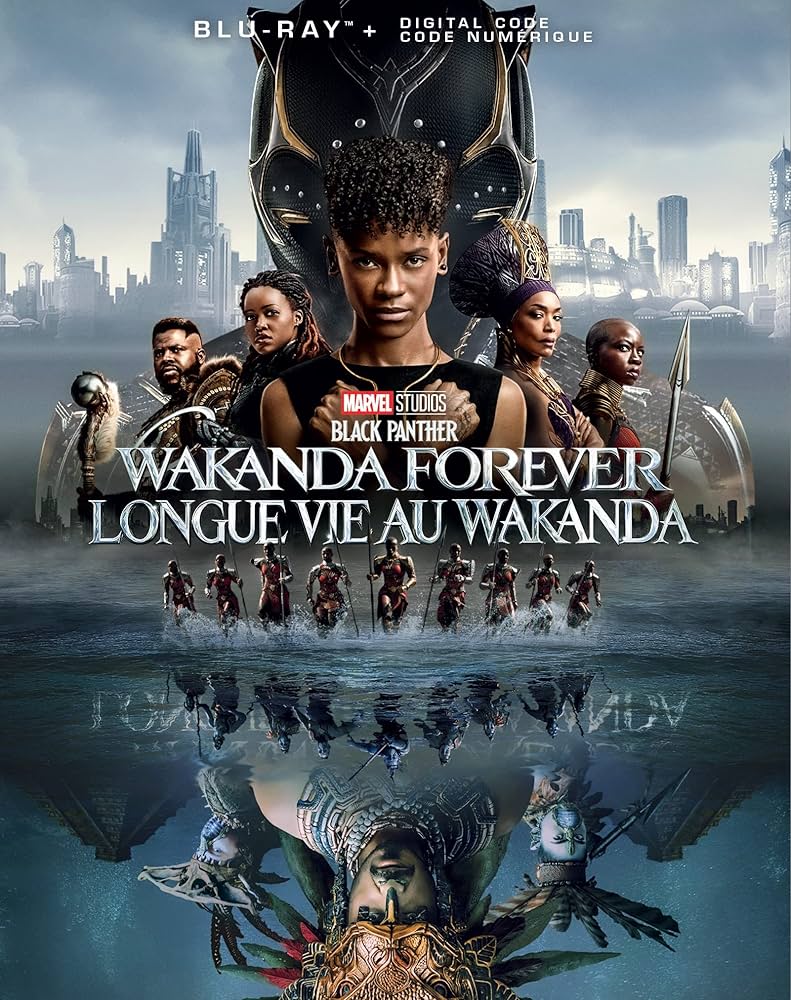 BLU-RAY™ + DIGITAL CODE
CODE NUMÉRIQUE
MARVEL STUDIOS
BLACK PANTHER
WAKANDA FOREVER
LONGUE VIE AU WAKANDA